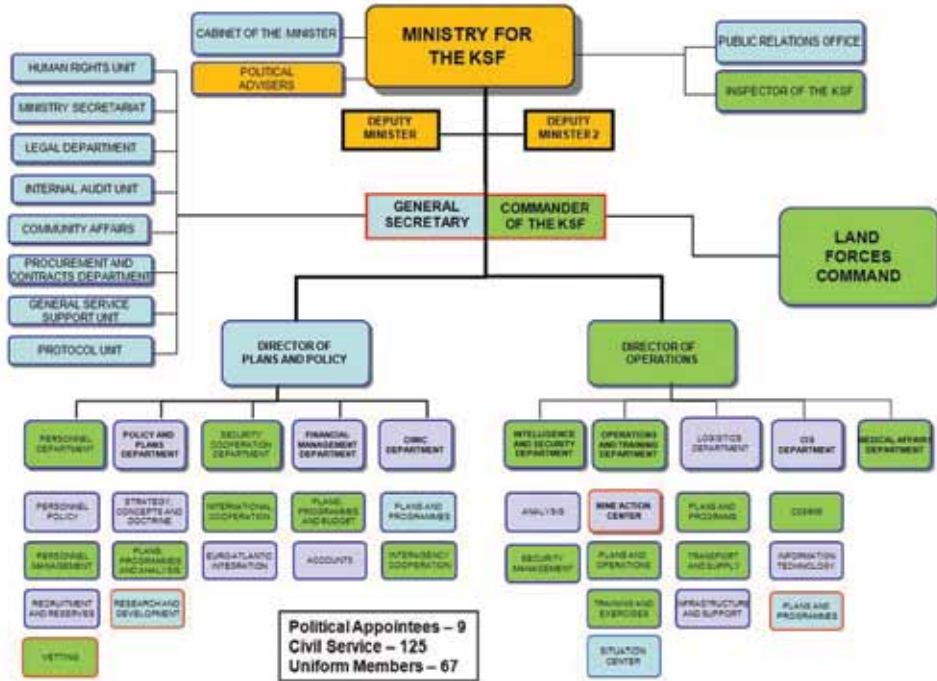 MINISTRY FOR
THE KSF
CABINET OF THE MINISTER
POLITICAL
ADVISERS
PUBLIC RELATIONS OFFICE
INSPECTOR OF THE KSF
HUMAN RIGHTS UNIT
MINISTRY SECRETARIAT
LEGAL DEPARTMENT
INTERNAL AUDIT UNIT
COMMUNITY AFFAIRS
PROCUREMENT AND
CONTRACTS DEPARTMENT
GENERAL SERVICE
SUPPORT UNIT
PROTOCOL UNIT
DEPUTY
MINISTER
DEPUTY
MINISTER 2
GENERAL
SECRETARY
COMMANDER
OF THE KSF
LAND
FORCES
COMMAND
DIRECTOR OF
PLANS AND POLICY
DIRECTOR OF
OPERATIONS
PERSONNEL
DEPARTMENT
POLICY AND
PLANS
DEPARTMENT
SECURITY
COOPERATION
DEPARTMENT
FINANCIAL
MANAGEMENT
DEPARTMENT
DEPARTMENT
INTELLIGENCE
AND SECURITY
DEPARTMENT
OPERATIONS
AND TRAINING
DEPARTMENT
LOGISTICS
DEPARTMENT
CIS
DEPARTMENT
MEDICAL AFFAIRS
DEPARTMENT
PERSONNEL
POLICY
STRATEGY,
CONCEPTS AND
DOCTRINE
INTERNATIONAL
COOPERATION
PLANS,
PROGRAMMES
AND BUDGET
PLANS AND
PROGRAMMES
ANALYSIS
MINE ACTION
CENTER
PLANS AND
PROGRAMS
PERSONNEL
MANAGEMENT
PLANS,
PROGRAMMES
AND ANALYSIS
EURO-ATLANTIC
INTEGRATION
ACCOUNTS
INTERAGENCY
COOPERATION
SECURITY
MANAGEMENT
PLANS AND
OPERATIONS
TRANSPORT
AND SUPPLY
INFORMATION
TECHNOLOGY
RECRUITMENT
AND RESERVES
RESEARCH AND
DEVELOPMENT
TRAINING AND
EXERCISES
INFRASTRUCTURE
AND SUPPORT
PLANS AND
PROGRAMMES
VETTING
SITUATION
CENTER
Political Appointees – 9
Civil Service – 125
Uniform Members – 67